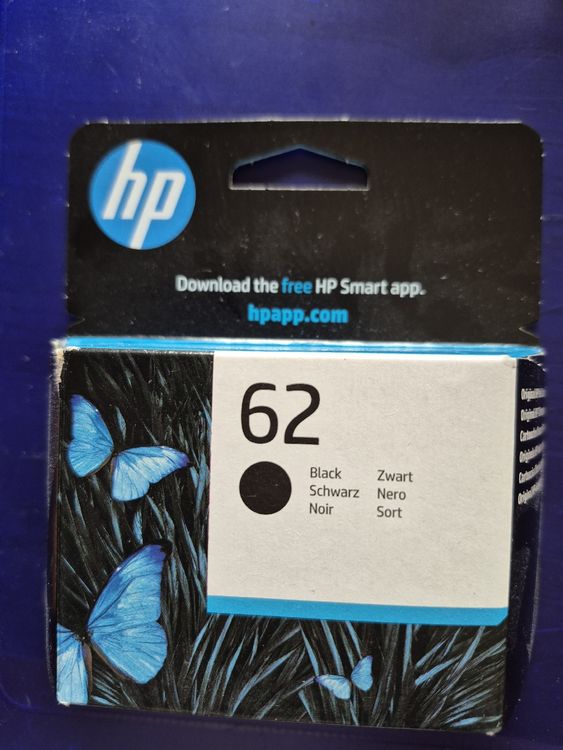 hp
Download the free HP Smart app.
hpapp.com
62
Black Zwart
Schwarz Nero
Noir Sort